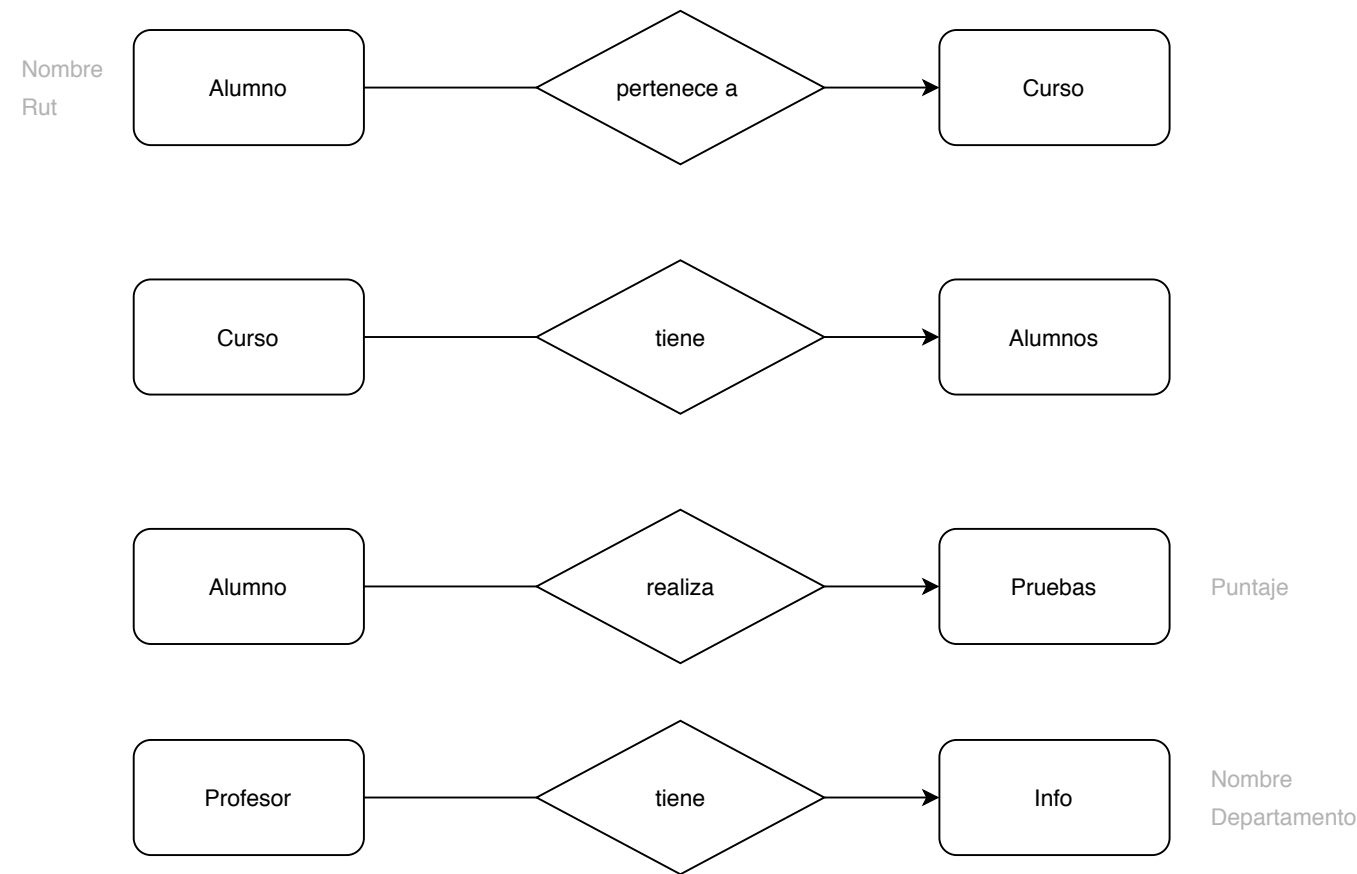 Nombre
Rut
Alumno
pertenece a
Curso
Curso
tiene
Alumnos
Alumno
realiza
Pruebas
Puntaje
Profesor
tiene
Info
Nombre
Departamento